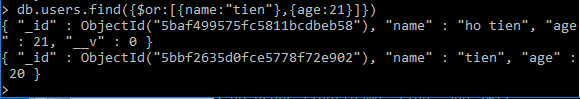 > db.users.find({$or:[{name:"tien"},{age:21}]})
{ "_id" : ObjectId("5baf499575fc5811bcdbeb58"), "name" : "ho tien", "age
" : 21, "__v" : 0 }
{ "_id" : ObjectId("5bbf2635d0fce5778f72e902"), "name" : "tien", "age" :
 20 }
>